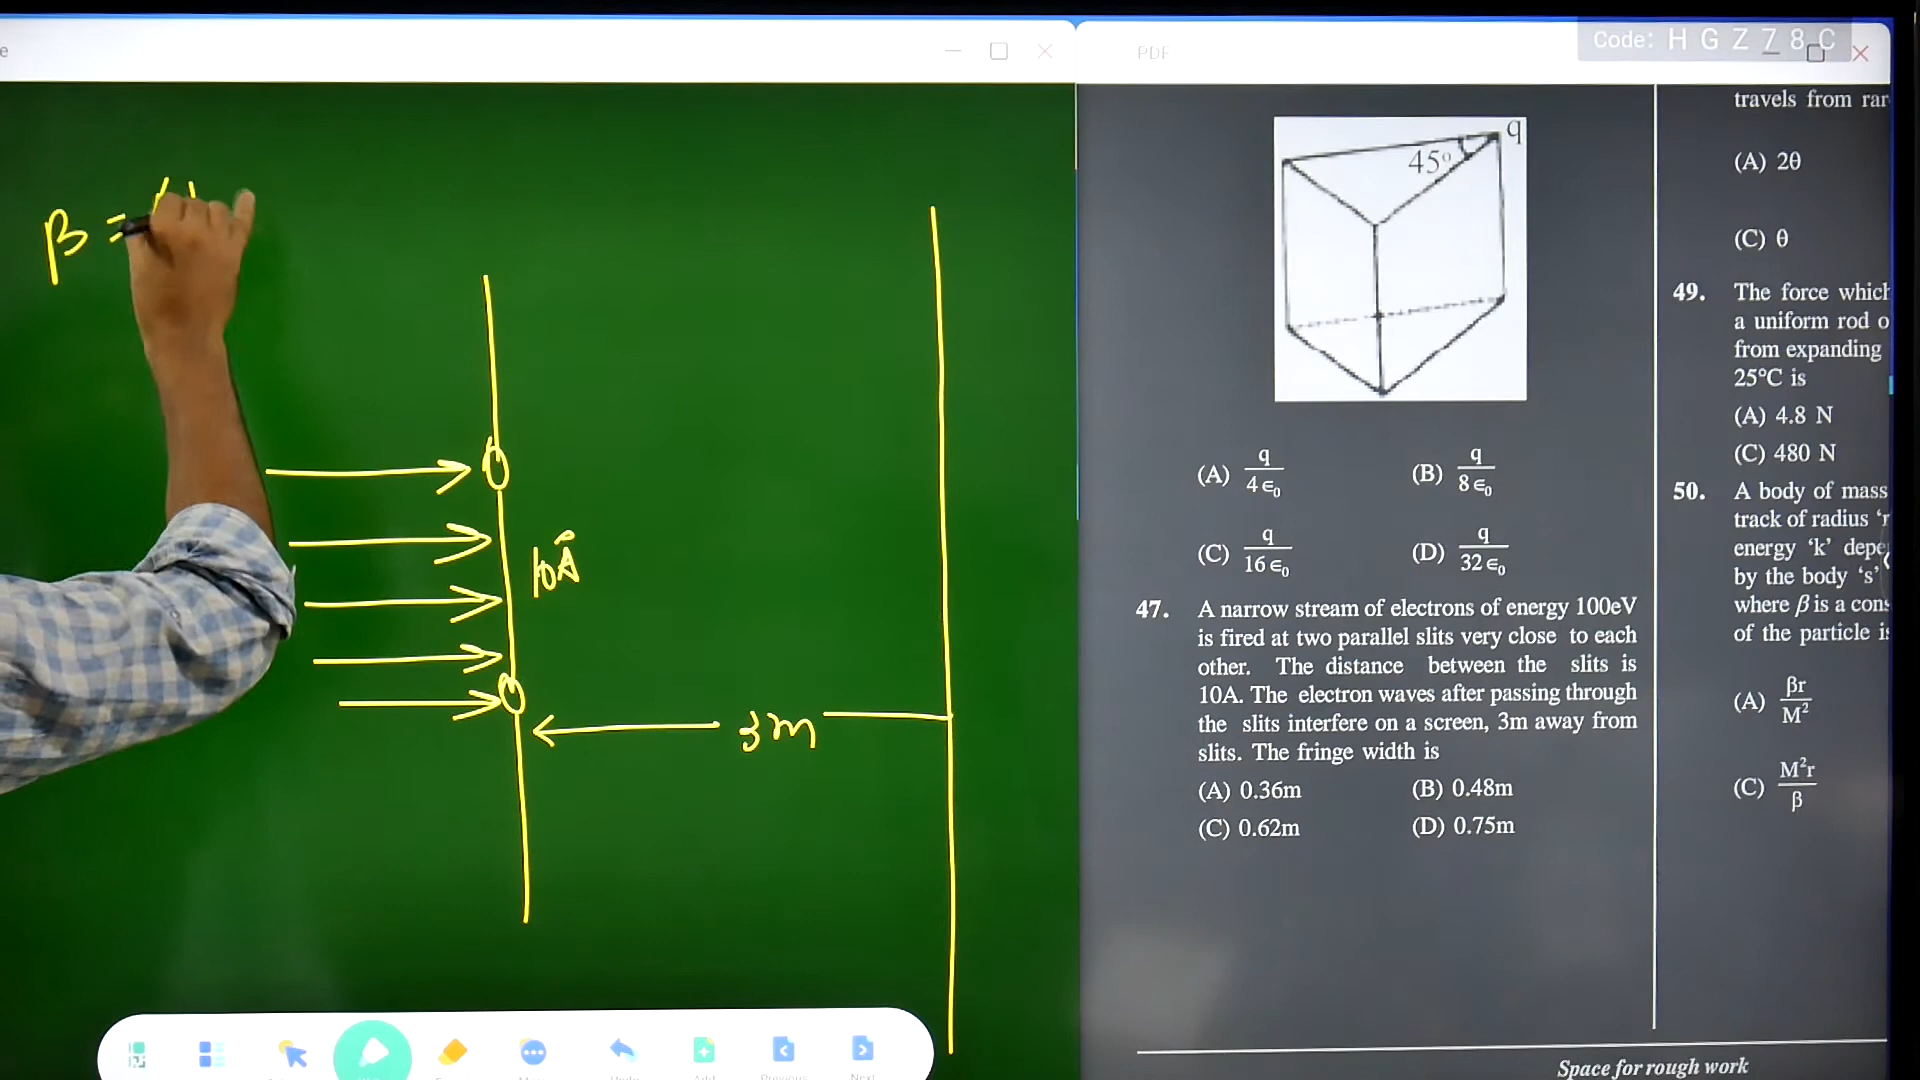 e
PDF
Code: H G Z 7 8 C
β =
10Å
3m
q
45°
(A) q/4∈₀ (B) q/8∈₀
(C) q/16∈₀ (D) q/32∈₀
47. A narrow stream of electrons of energy 100eV
is fired at two parallel slits very close to each
other. The distance between the slits is
10A. The electron waves after passing through
the slits interfere on a screen, 3m away from
slits. The fringe width is
(A) 0.36m (B) 0.48m
(C) 0.62m (D) 0.75m
travels from rar
(A) 2θ
(C) θ
49. The force which
a uniform rod o
from expanding
25°C is
(A) 4.8 N
(C) 480 N
50. A body of mass
track of radius ‘r
energy ‘k’ depe
by the body ‘s’
where β is a cons
of the particle is
(A) βr/M²
(C) M²r/β
Space for rough work
Undo
Add
Previous
Next